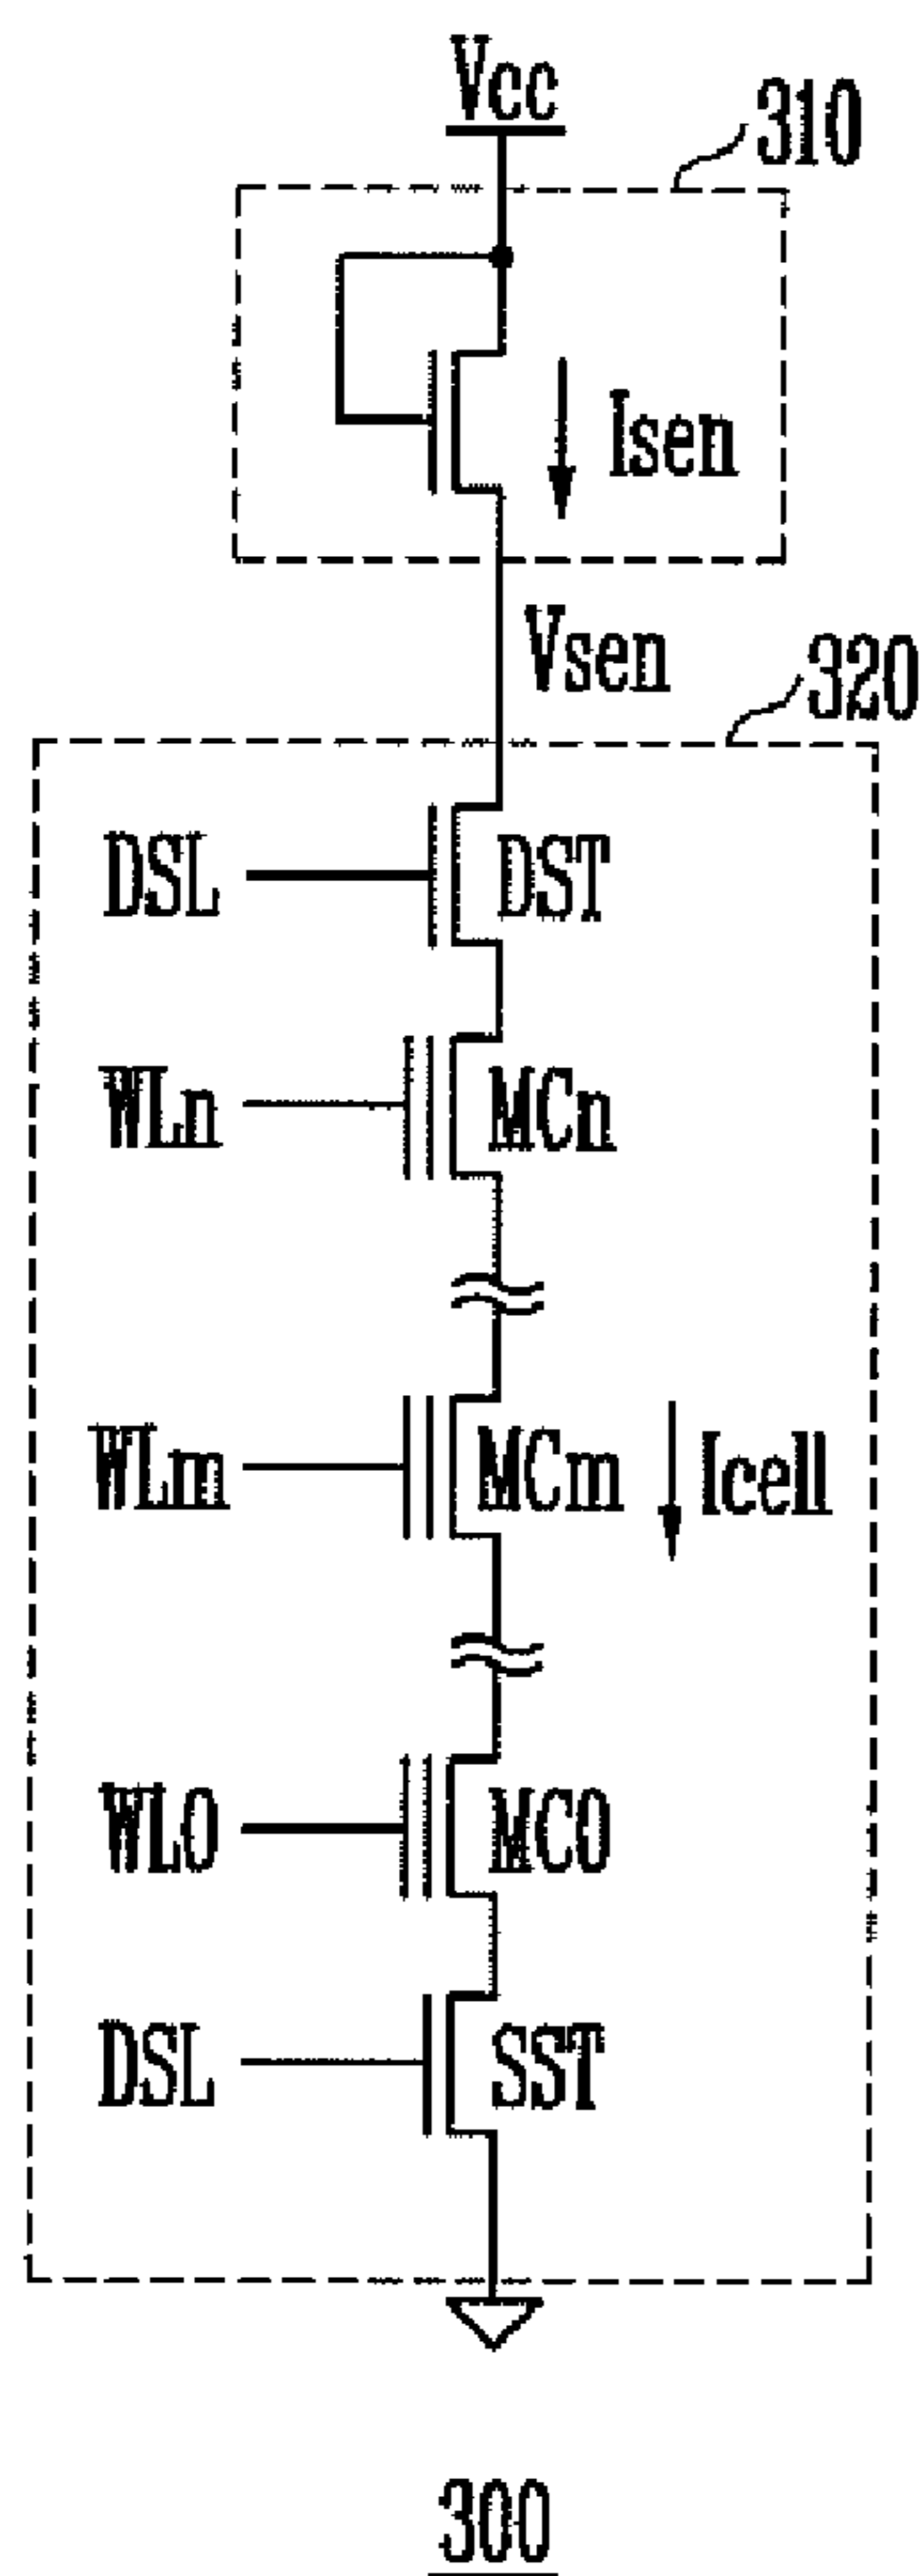 Vcc
310
Isen
Vsen
320
DSL DST
WLn MCn
WLm MCm Icell
WL0 MC0
DSL SST
300